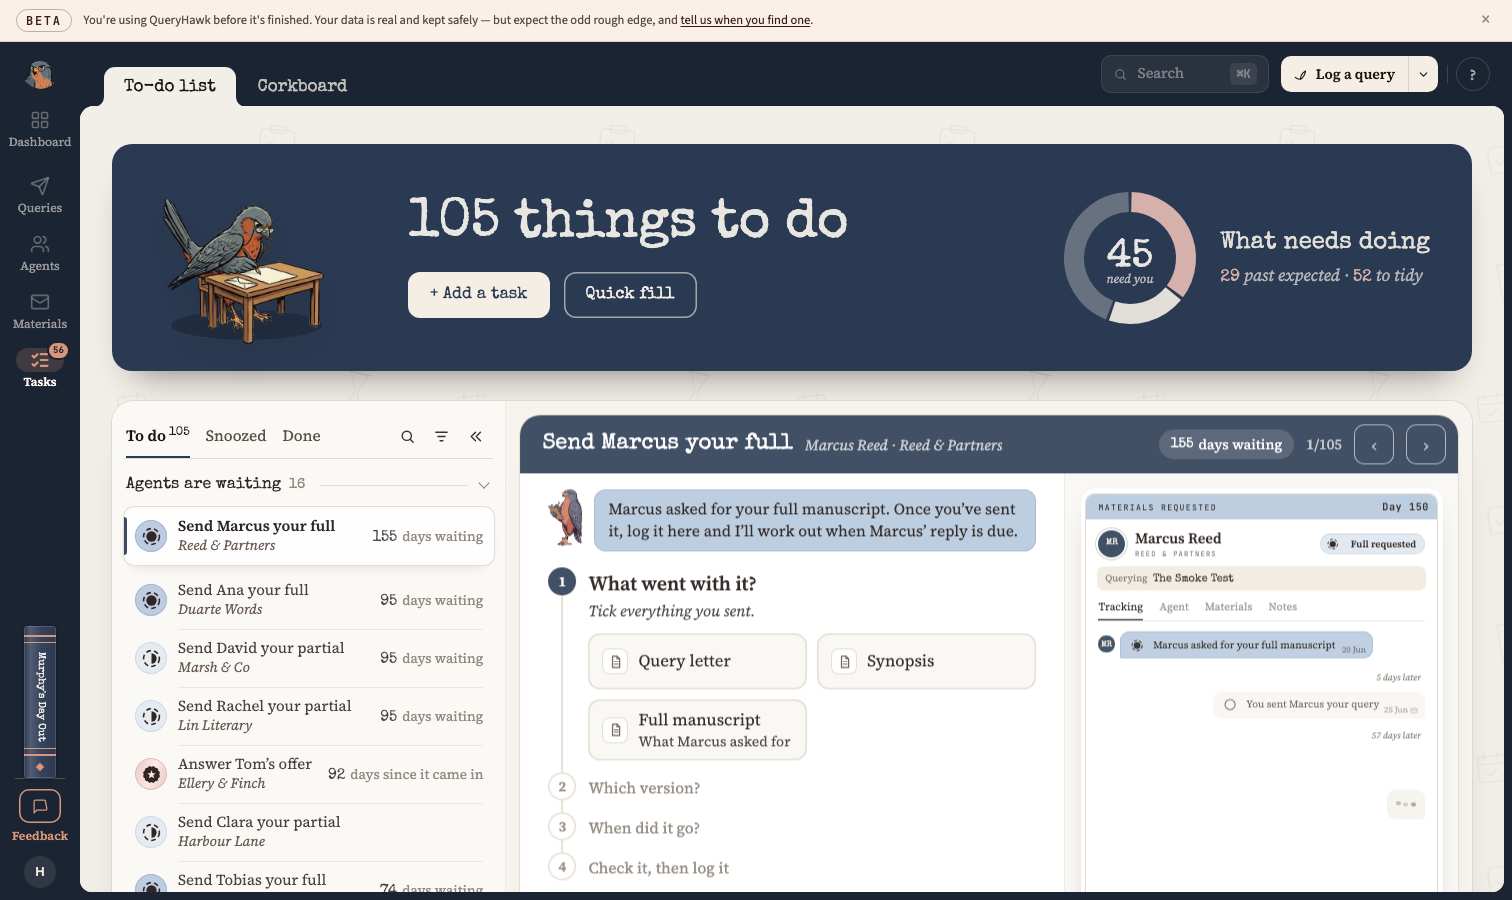 BETA You're using QueryHawk before it's finished. Your data is real and kept safely — but expect the odd rough edge, and tell us when you find one. ×
To-do list Corkboard
Search ⌘K
Log a query
?
Dashboard
Queries
Agents
Materials
56
Tasks
Murphy's Day Out
Feedback
H
105 things to do
+ Add a task Quick fill
45
need you
What needs doing
29 past expected · 52 to tidy
To do 105 Snoozed Done
Agents are waiting 16
Send Marcus your full
Reed & Partners
155 days waiting
Send Ana your full
Duarte Words
95 days waiting
Send David your partial
Marsh & Co
95 days waiting
Send Rachel your partial
Lin Literary
95 days waiting
Answer Tom's offer
Ellery & Finch
92 days since it came in
Send Clara your partial
Harbour Lane
Send Tobias your full
74 days waiting
Send Marcus your full Marcus Reed · Reed & Partners
155 days waiting 1/105 ‹ ›
Marcus asked for your full manuscript. Once you've sent
it, log it here and I'll work out when Marcus' reply is due.
1 What went with it?
Tick everything you sent.
Query letter
Synopsis
Full manuscript
What Marcus asked for
2 Which version?
3 When did it go?
4 Check it, then log it
MATERIALS REQUESTED Day 150
MR Marcus Reed
REED & PARTNERS
Full requested
Querying The Smoke Test
Tracking Agent Materials Notes
MR Marcus asked for your full manuscript 20 Jun
5 days later
You sent Marcus your query 25 Jun
57 days later